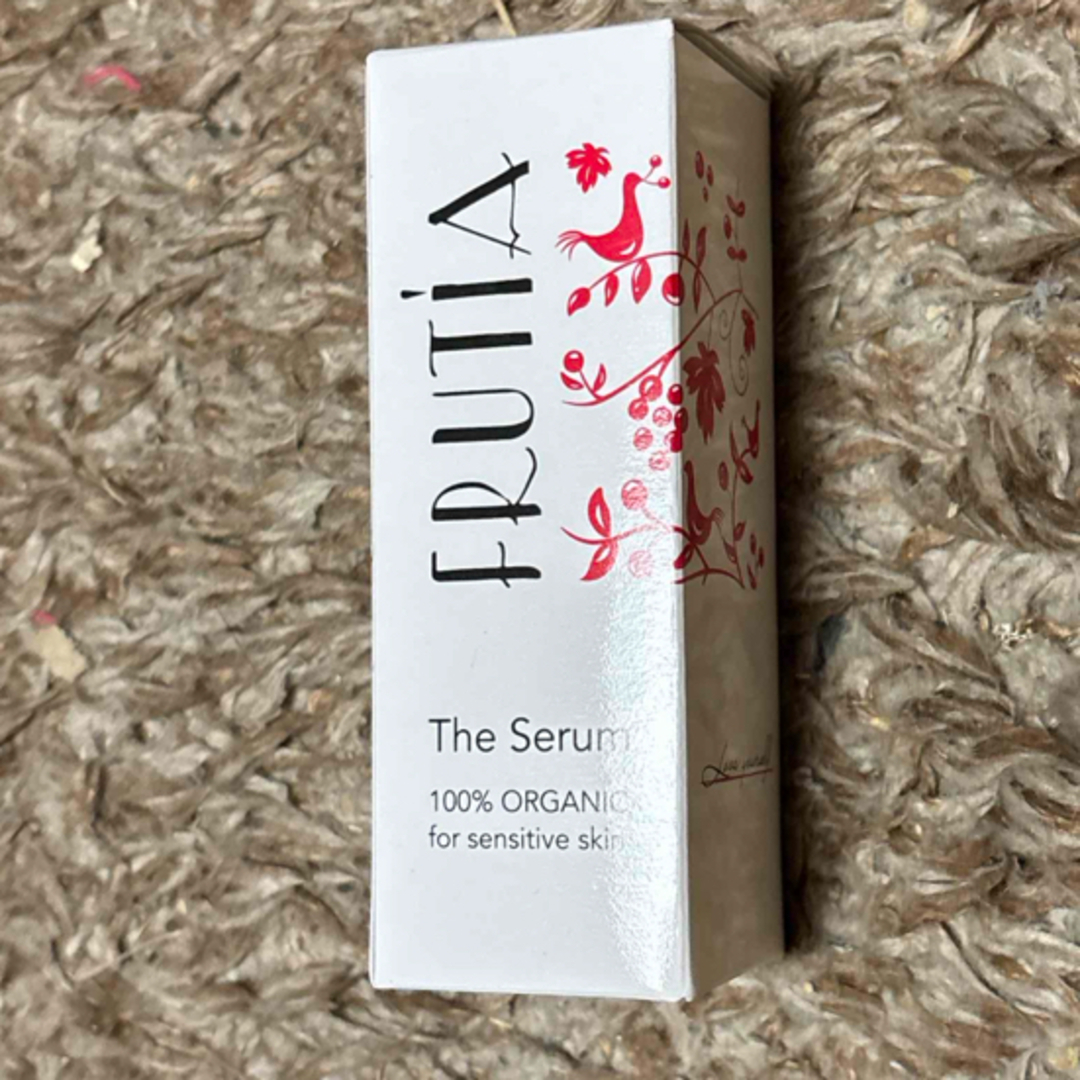 FRUTiA
The Serum
100% ORGANIC
for sensitive skin